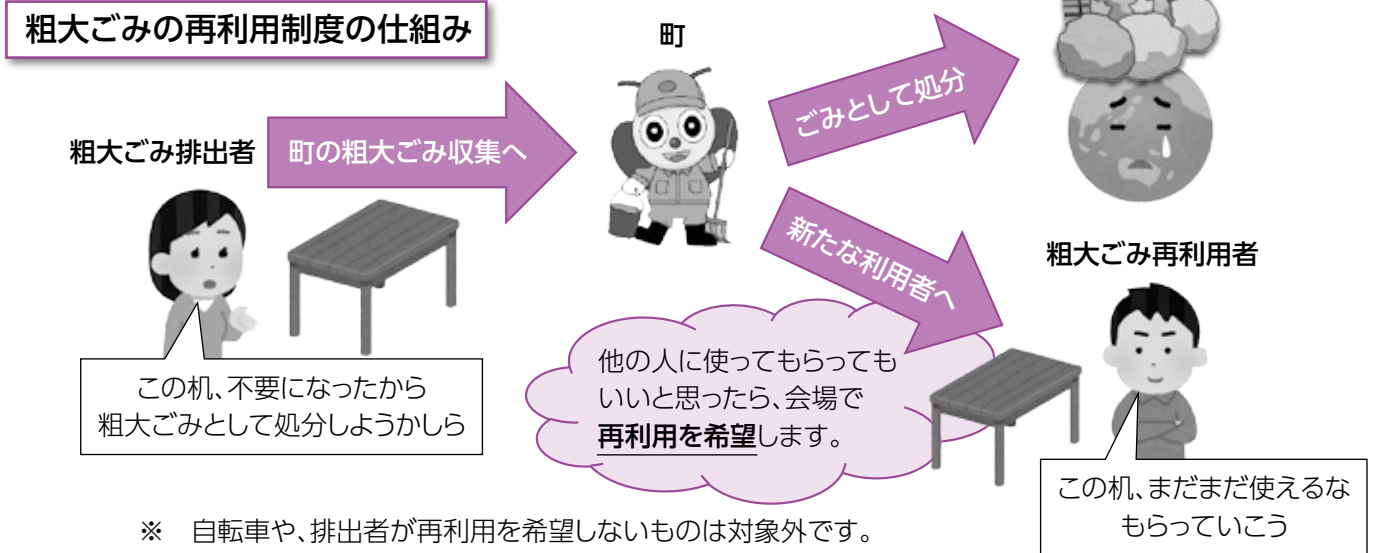 粗大ごみの再利用制度の仕組み
町
ごみとして処分
粗大ごみ排出者
町の粗大ごみ収集へ
新たな利用者へ
粗大ごみ再利用者
この机、不要になったから
粗大ごみとして処分しようかしら
他の人に使ってもらっても
いいと思ったら、会場で
再利用を希望します。
この机、まだまだ使えるな
もらっていこう
※ 自転車や、排出者が再利用を希望しないものは対象外です。